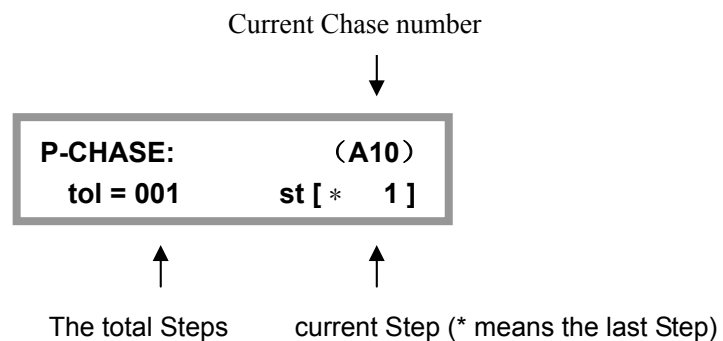 Current Chase number
P-CHASE: （A10）
tol = 001 st [ * 1 ]
The total Steps current Step (* means the last Step)